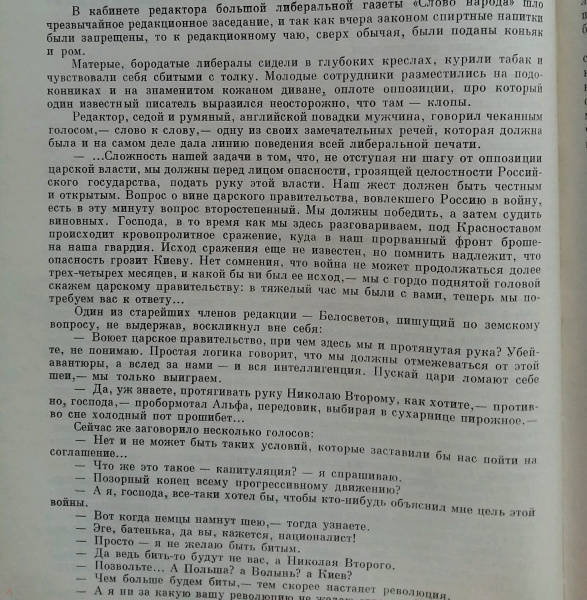 В кабинете редактора большой либеральной газеты «Слово народа» шло
чрезвычайное редакционное заседание, и так как вчера законом спиртные напитки
были запрещены, то к редакционному чаю, сверх обычая, были поданы коньяк
и ром.
Матерые, бородатые либералы сидели в глубоких креслах, курили табак и
чувствовали себя сбитыми с толку. Молодые сотрудники разместились на подо-
конниках и на знаменитом кожаном диване, оплоте оппозиции, про который
один известный писатель выразился неосторожно, что там — клопы.
Редактор, седой и румяный, английской повадки мужчина, говорил чеканным
голосом,— слово к слову,— одну из своих замечательных речей, которая должна
была и на самом деле дала линию поведения всей либеральной печати.
— ...Сложность нашей задачи в том, что, не отступая ни шагу от оппозиции
царской власти, мы должны перед лицом опасности, грозящей целостности Россий-
ского государства, подать руку этой власти. Наш жест должен быть честным
и открытым. Вопрос о вине царского правительства, вовлекшего Россию в войну,
есть в эту минуту вопрос второстепенный. Мы должны победить, а затем судить
виновных. Господа, в то время как мы здесь разговариваем, под Красноставом
происходит кровопролитное сражение, куда в наш прорванный фронт броше-
на наша гвардия. Исход сражения еще не известен, но помнить надлежит, что
опасность грозит Киеву. Нет сомнения, что война не может продолжаться долее
трех-четырех месяцев, и какой бы ни был ее исход,— мы с гордо поднятой головой
скажем царскому правительству: в тяжелый час мы были с вами, теперь мы по-
требуем вас к ответу...
Один из старейших членов редакции — Белосветов, пишущий по земскому
вопросу, не выдержав, воскликнул вне себя:
— Воюет царское правительство, при чем здесь мы и протянутая рука? Убей-
те, не понимаю. Простая логика говорит, что мы должны отмежеваться от этой
авантюры, а вслед за нами — и вся интеллигенция. Пускай цари ломают себе
шеи,— мы только выиграем.
— Да, уж знаете, протягивать руку Николаю Второму, как хотите,— против-
но, господа,— пробормотал Альфа, передовик, выбирая в сухарнице пирожное,—
во сне холодный пот прошибет...
Сейчас же заговорило несколько голосов:
— Нет и не может быть таких условий, которые заставили бы нас пойти на
соглашение...
— Что же это такое — капитуляция? — я спрашиваю.
— Позорный конец всему прогрессивному движению?
— А я, господа, все-таки хотел бы, чтобы кто-нибудь объяснил мне цель этой
войны.
— Вот когда немцы намнут шею,— тогда узнаете.
— Эге, батенька, да вы, кажется, националист!
— Просто — я не желаю быть битым.
— Да ведь бить-то будут не вас, а Николая Второго.
— Позвольте... А Польша? а Волынь? а Киев?
— Чем больше будем биты,— тем скорее настанет революция.
— А я ни за какую вашу революцию не желаю